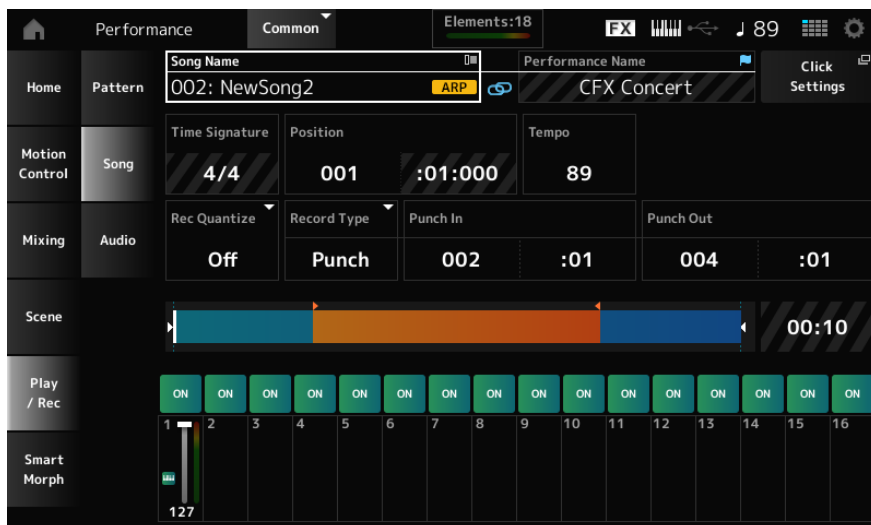 Performance
Common
Elements:18
FX
89
Home
Pattern
Song Name
002: NewSong2
ARP
Performance Name
CFX Concert
Click
Settings
Motion
Control
Song
Time Signature
4/4
Position
001
:01:000
Tempo
89
Mixing
Audio
Rec Quantize
Off
Record Type
Punch
Punch In
002
:01
Punch Out
004
:01
Scene
00:10
Play
/ Rec
ON ON ON ON ON ON ON ON ON ON ON ON ON ON ON ON
1 2 3 4 5 6 7 8 9 10 11 12 13 14 15 16
Smart
Morph
127